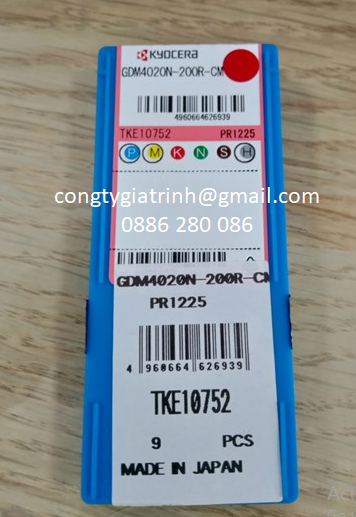 KYOCERA
GDM4020N-200R-CM
4960664626939
TKE10752 PR1225
P M K N S H
congtygiatrinh@gmail.com
0886 280 086
GDM4020N-200R-CM
PR1225
4 960664 626939
TKE10752
9 PCS
MADE IN JAPAN